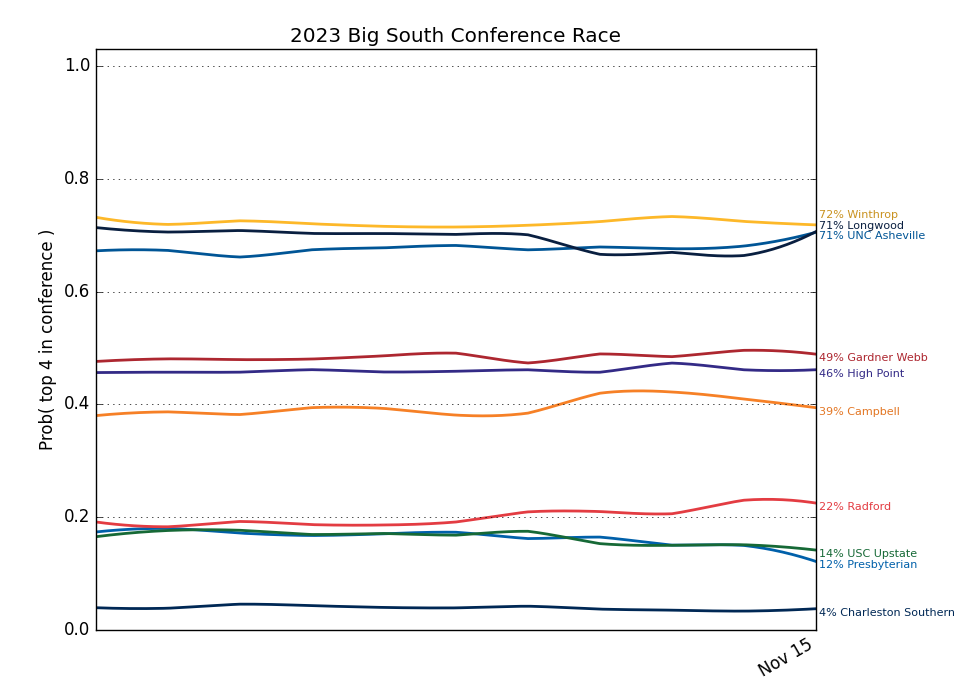 2023 Big South Conference Race
Prob( top 4 in conference )
1.0
0.8
0.6
0.4
0.2
0.0
72% Winthrop
71% Longwood
71% UNC Asheville
49% Gardner Webb
46% High Point
39% Campbell
22% Radford
14% USC Upstate
12% Presbyterian
4% Charleston Southern
Nov 15